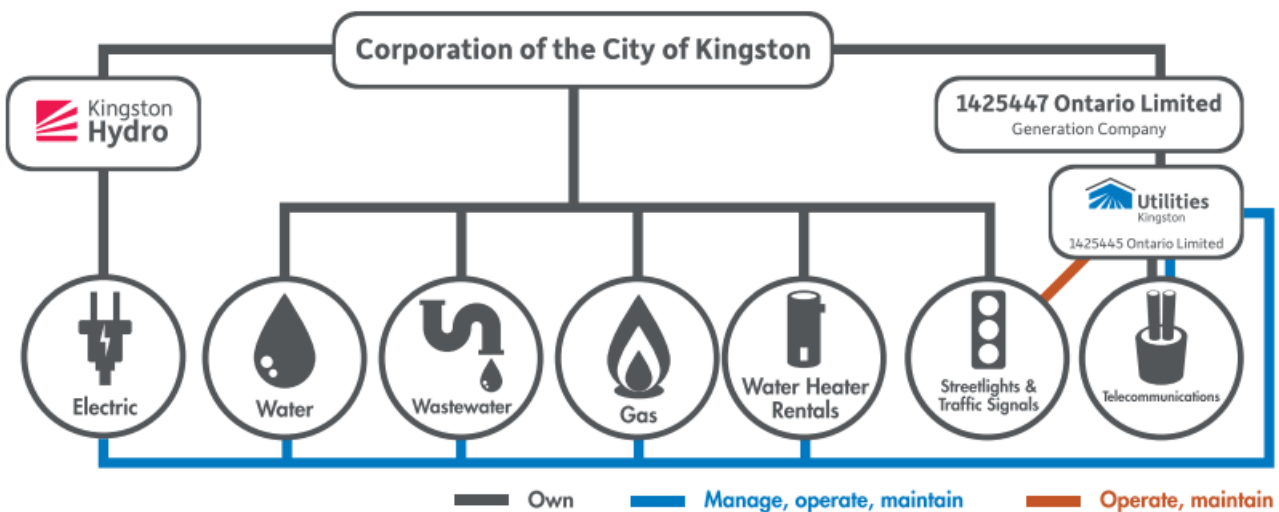 Corporation of the City of Kingston
Kingston
Hydro
1425447 Ontario Limited
Generation Company
Utilities
Kingston
1425445 Ontario Limited
Electric
Water
Wastewater
Gas
Water Heater
Rentals
Streetlights &
Traffic Signals
Telecommunications
Own
Manage, operate, maintain
Operate, maintain